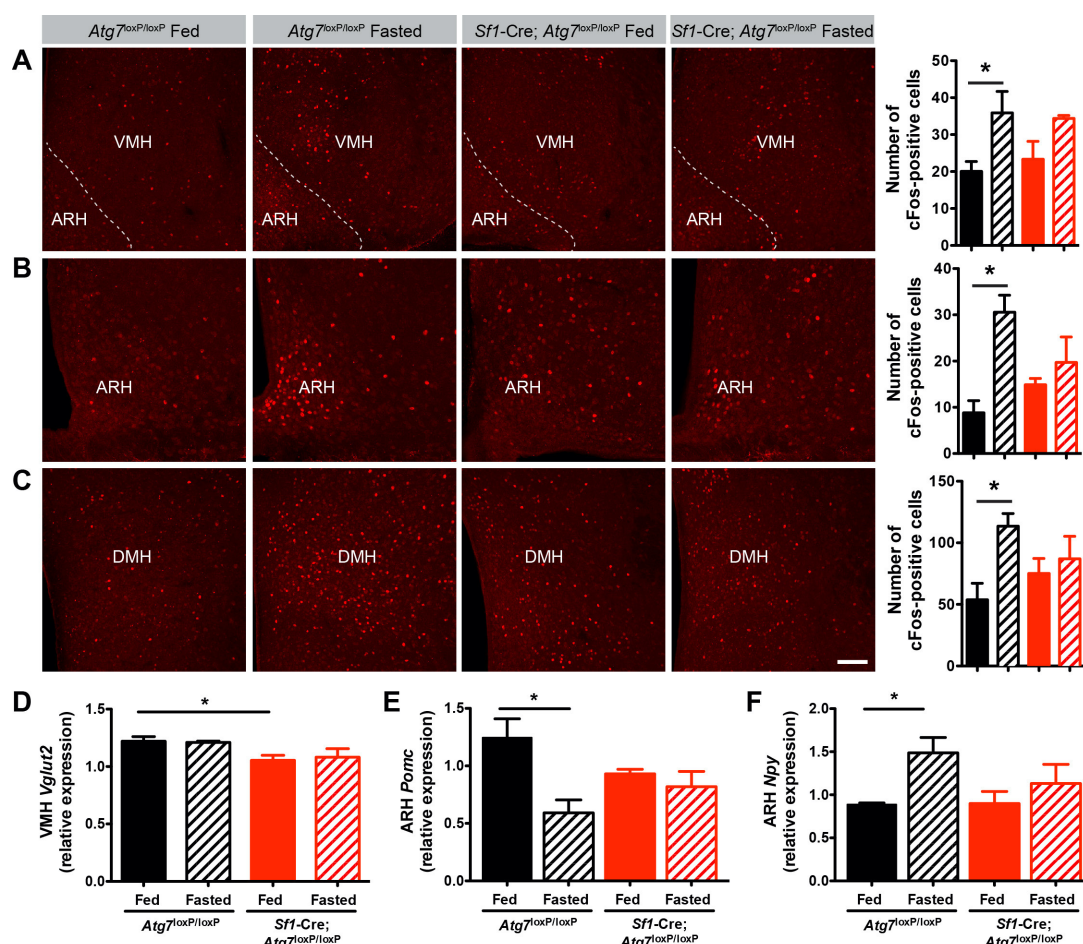 Atg7loxP/loxP Fed
Atg7loxP/loxP Fasted
Sf1-Cre; Atg7loxP/loxP Fed
Sf1-Cre; Atg7loxP/loxP Fasted
A
VMH
ARH
VMH
ARH
VMH
ARH
VMH
ARH
Number of
cFos-positive cells
50
40
30
20
10
0
*
B
ARH
ARH
ARH
ARH
Number of
cFos-positive cells
40
30
20
10
0
*
C
DMH
DMH
DMH
DMH
Number of
cFos-positive cells
150
100
50
0
*
D
VMH Vglut2
(relative expression)
1.5
1.0
0.5
0.0
*
Fed
Fasted
Fed
Fasted
Atg7loxP/loxP
Sf1-Cre;
Atg7loxP/loxP
E
ARH Pomc
(relative expression)
1.5
1.0
0.5
0.0
*
Fed
Fasted
Fed
Fasted
Atg7loxP/loxP
Sf1-Cre;
Atg7loxP/loxP
F
ARH Npy
(relative expression)
2.0
1.5
1.0
0.5
0.0
*
Fed
Fasted
Fed
Fasted
Atg7loxP/loxP
Sf1-Cre;
Atg7loxP/loxP